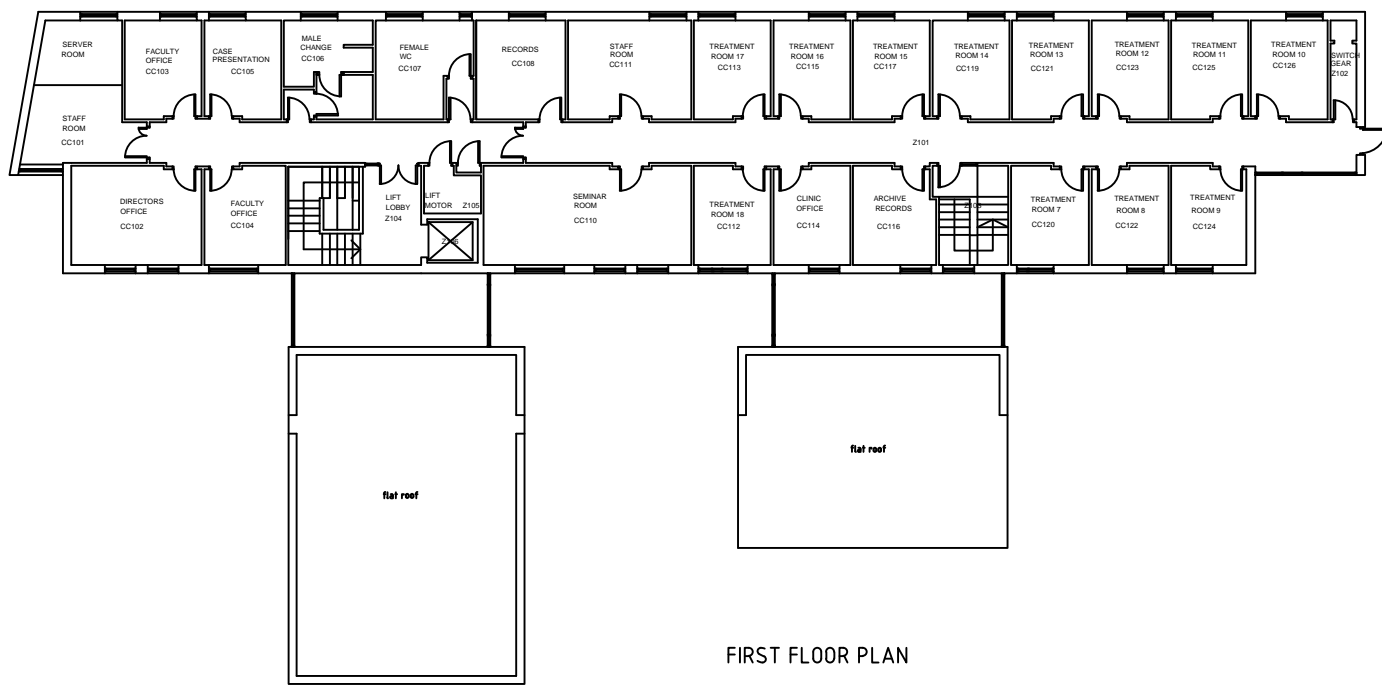 SERVER
ROOM
FACULTY
OFFICE
CC103
CASE
PRESENTATION
CC105
MALE
CHANGE
CC106
FEMALE
WC
CC107
RECORDS
CC108
STAFF
ROOM
CC111
TREATMENT
ROOM 17
CC113
TREATMENT
ROOM 16
CC115
TREATMENT
ROOM 15
CC117
TREATMENT
ROOM 14
CC119
TREATMENT
ROOM 13
CC121
TREATMENT
ROOM 12
CC123
TREATMENT
ROOM 11
CC125
TREATMENT
ROOM 10
CC126
SWITCH
GEAR
Z102
STAFF
ROOM
CC101
Z101
DIRECTORS
OFFICE
CC102
FACULTY
OFFICE
CC104
LIFT
LOBBY
Z104
LIFT
MOTOR Z105
Z106
SEMINAR
ROOM
CC110
TREATMENT
ROOM 18
CC112
CLINIC
OFFICE
CC114
ARCHIVE
RECORDS
CC116
Z103
TREATMENT
ROOM 7
CC120
TREATMENT
ROOM 8
CC122
TREATMENT
ROOM 9
CC124
flat roof
flat roof
FIRST FLOOR PLAN